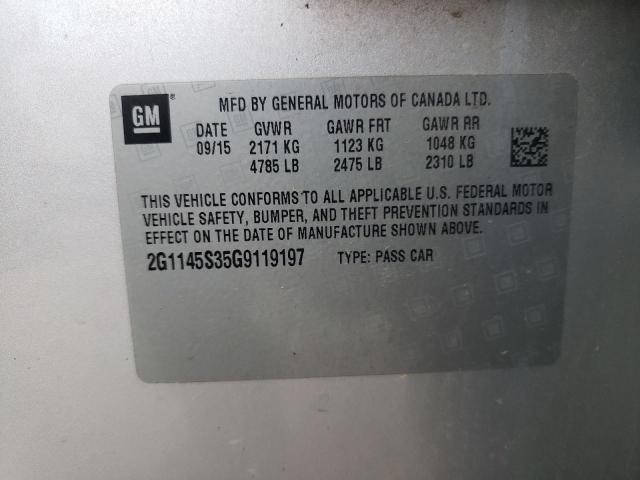 GM
MFD BY GENERAL MOTORS OF CANADA LTD.
DATE GVWR GAWR FRT GAWR RR
09/15 2171 KG 1123 KG 1048 KG
4785 LB 2475 LB 2310 LB
THIS VEHICLE CONFORMS TO ALL APPLICABLE U.S. FEDERAL MOTOR
VEHICLE SAFETY, BUMPER, AND THEFT PREVENTION STANDARDS IN
EFFECT ON THE DATE OF MANUFACTURE SHOWN ABOVE.
2G1145S35G9119197 TYPE: PASS CAR